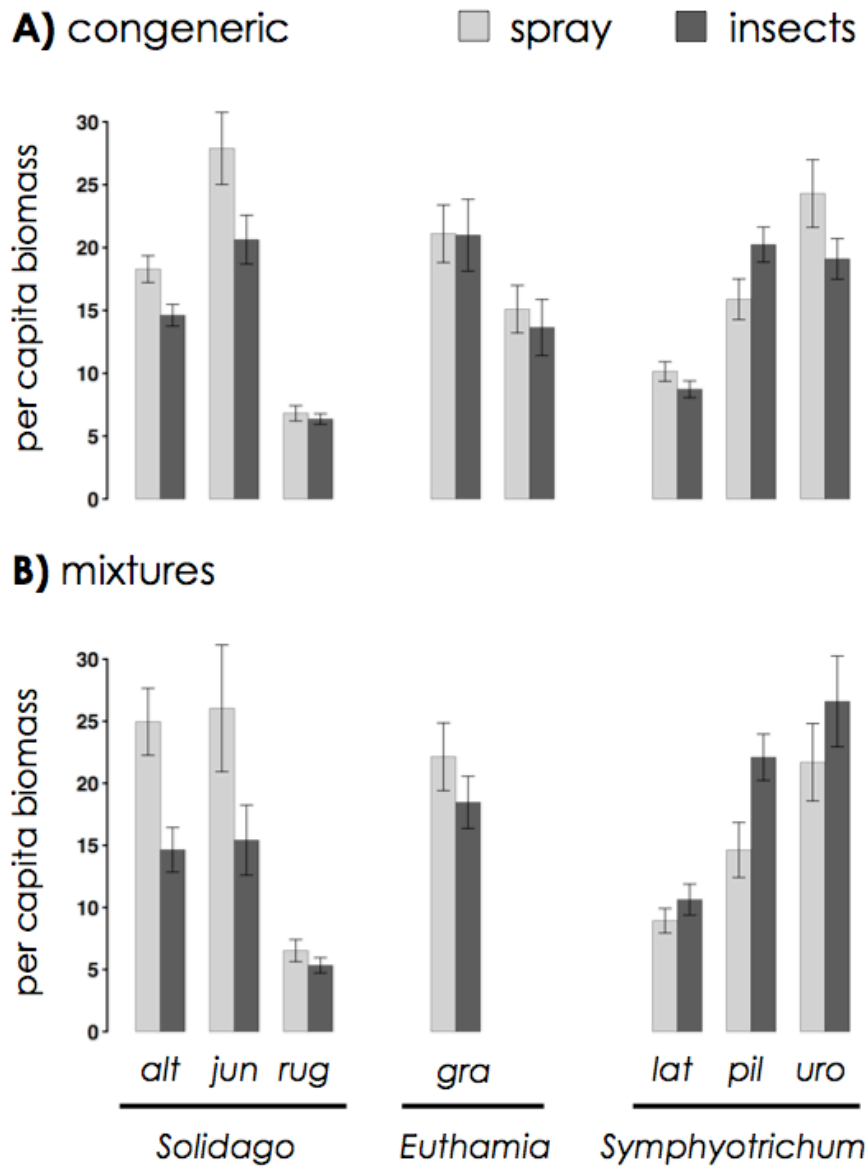 A) congeneric
spray
insects
per capita biomass
30
25
20
15
10
5
0
B) mixtures
per capita biomass
30
25
20
15
10
5
0
alt jun rug gra lat pil uro
Solidago Euthamia Symphyotrichum